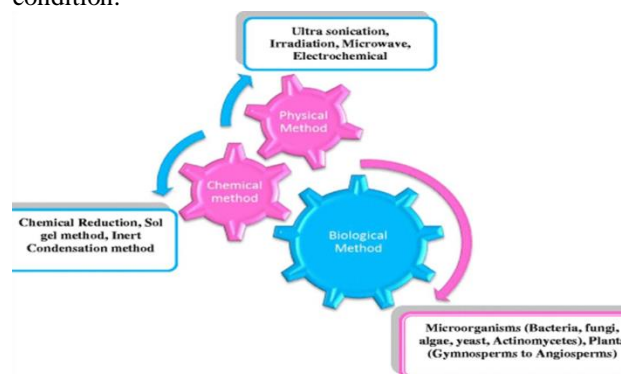 condition.
Ultra sonication,
Irradiation, Microwave,
Electrochemical
Physical
Method
Chemical
method
Chemical Reduction, Sol
gel method, Inert
Condensation method
Biological
Method
Microorganisms (Bacteria, fungi,
algae, yeast, Actinomycetes), Plants
(Gymnosperms to Angiosperms)